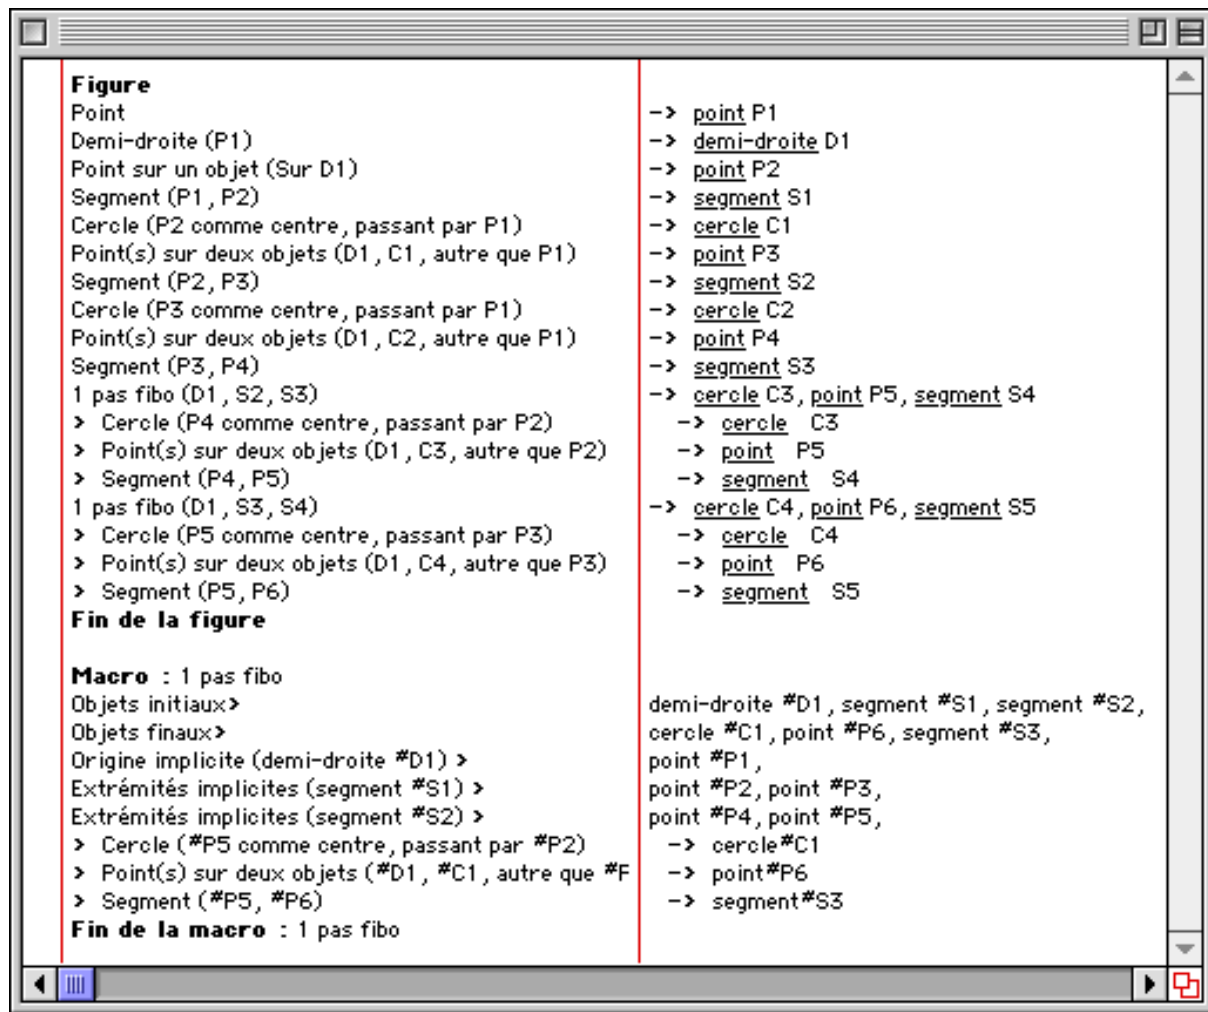 Figure
Point -> point P1
Demi-droite (P1) -> demi-droite D1
Point sur un objet (Sur D1) -> point P2
Segment (P1, P2) -> segment S1
Cercle (P2 comme centre, passant par P1) -> cercle C1
Point(s) sur deux objets (D1, C1, autre que P1) -> point P3
Segment (P2, P3) -> segment S2
Cercle (P3 comme centre, passant par P1) -> cercle C2
Point(s) sur deux objets (D1, C2, autre que P1) -> point P4
Segment (P3, P4) -> segment S3
1 pas fibo (D1, S2, S3) -> cercle C3, point P5, segment S4
> Cercle (P4 comme centre, passant par P2) -> cercle C3
> Point(s) sur deux objets (D1, C3, autre que P2) -> point P5
> Segment (P4, P5) -> segment S4
1 pas fibo (D1, S3, S4) -> cercle C4, point P6, segment S5
> Cercle (P5 comme centre, passant par P3) -> cercle C4
> Point(s) sur deux objets (D1, C4, autre que P3) -> point P6
> Segment (P5, P6) -> segment S5
Fin de la figure
Macro : 1 pas fibo
Objets initiaux> demi-droite #D1, segment #S1, segment #S2,
Objets finaux> cercle #C1, point #P6, segment #S3,
Origine implicite (demi-droite #D1) > point #P1,
Extrémités implicites (segment #S1) > point #P2, point #P3,
Extrémités implicites (segment #S2) > point #P4, point #P5,
> Cercle (#P5 comme centre, passant par #P2) -> cercle#C1
> Point(s) sur deux objets (#D1, #C1, autre que #F -> point#P6
> Segment (#P5, #P6) -> segment#S3
Fin de la macro : 1 pas fibo